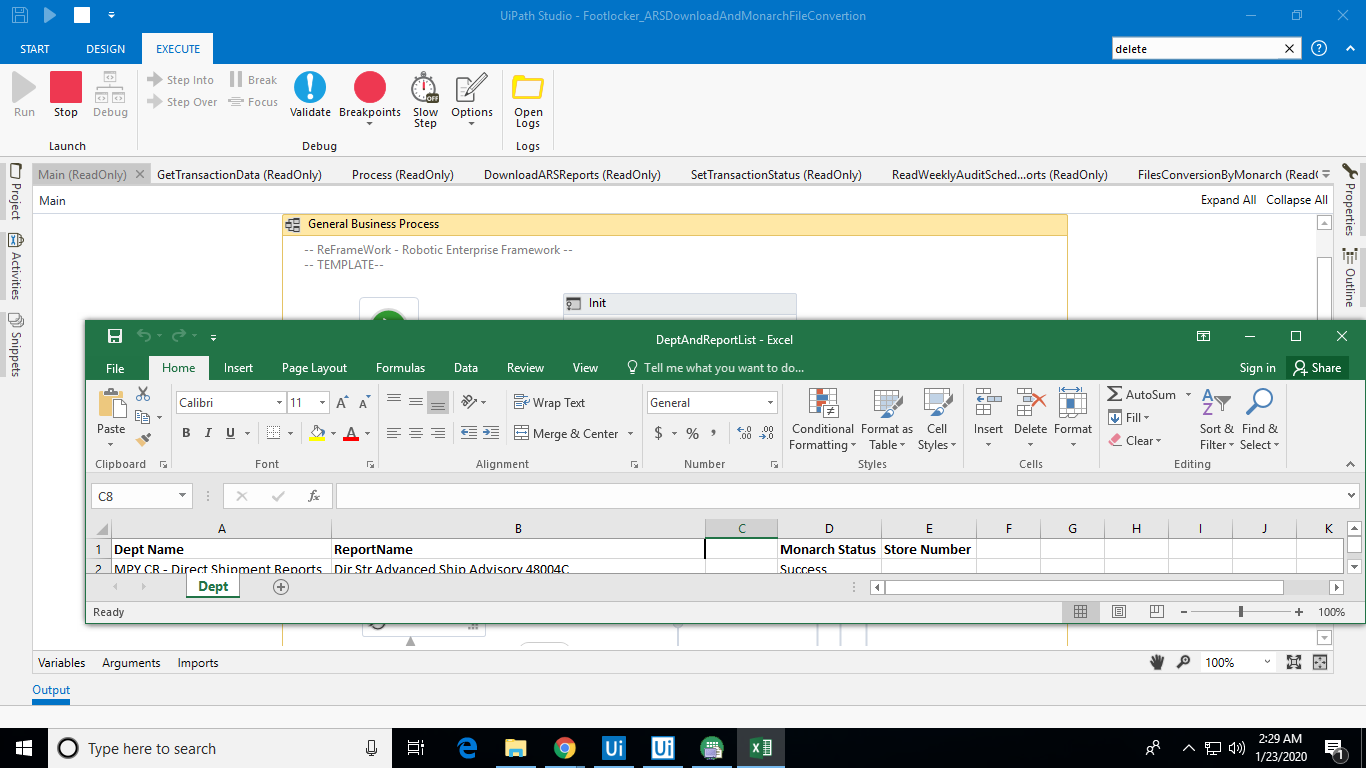 UiPath Studio - Footlocker_ARSDownloadAndMonarchFileConvertion
START DESIGN EXECUTE delete
Run Stop Debug
Step Into Break
Step Over Focus
Validate Breakpoints Slow Step Options
Open Logs
Launch Debug Logs
Main (ReadOnly) GetTransactionData (ReadOnly) Process (ReadOnly) DownloadARSReports (ReadOnly) SetTransactionStatus (ReadOnly) ReadWeeklyAuditSched...orts (ReadOnly) FilesConversionByMonarch (Read
Project
Activities
Snippets
Properties
Outline
Main Expand All Collapse All
General Business Process
-- ReFrameWork - Robotic Enterprise Framework --
-- TEMPLATE--
Init
DeptAndReportList - Excel
File Home Insert Page Layout Formulas Data Review View Tell me what you want to do... Sign in Share
Paste
Calibri 11
B I U
Wrap Text
Merge & Center
General
$ % ,
Conditional Formatting Format as Table Cell Styles
Insert Delete Format
AutoSum
Fill
Clear
Sort & Filter Find & Select
Clipboard Font Alignment Number Styles Cells Editing
C8 fx
A B C D E F G H I J K
1 Dept Name ReportName Monarch Status Store Number
2 MPY CR - Direct Shipment Reports Dir Str Advanced Ship Advisory 48004C Success
Dept
Ready 100%
Variables Arguments Imports 100%
Output
Type here to search
2:29 AM
1/23/2020
1